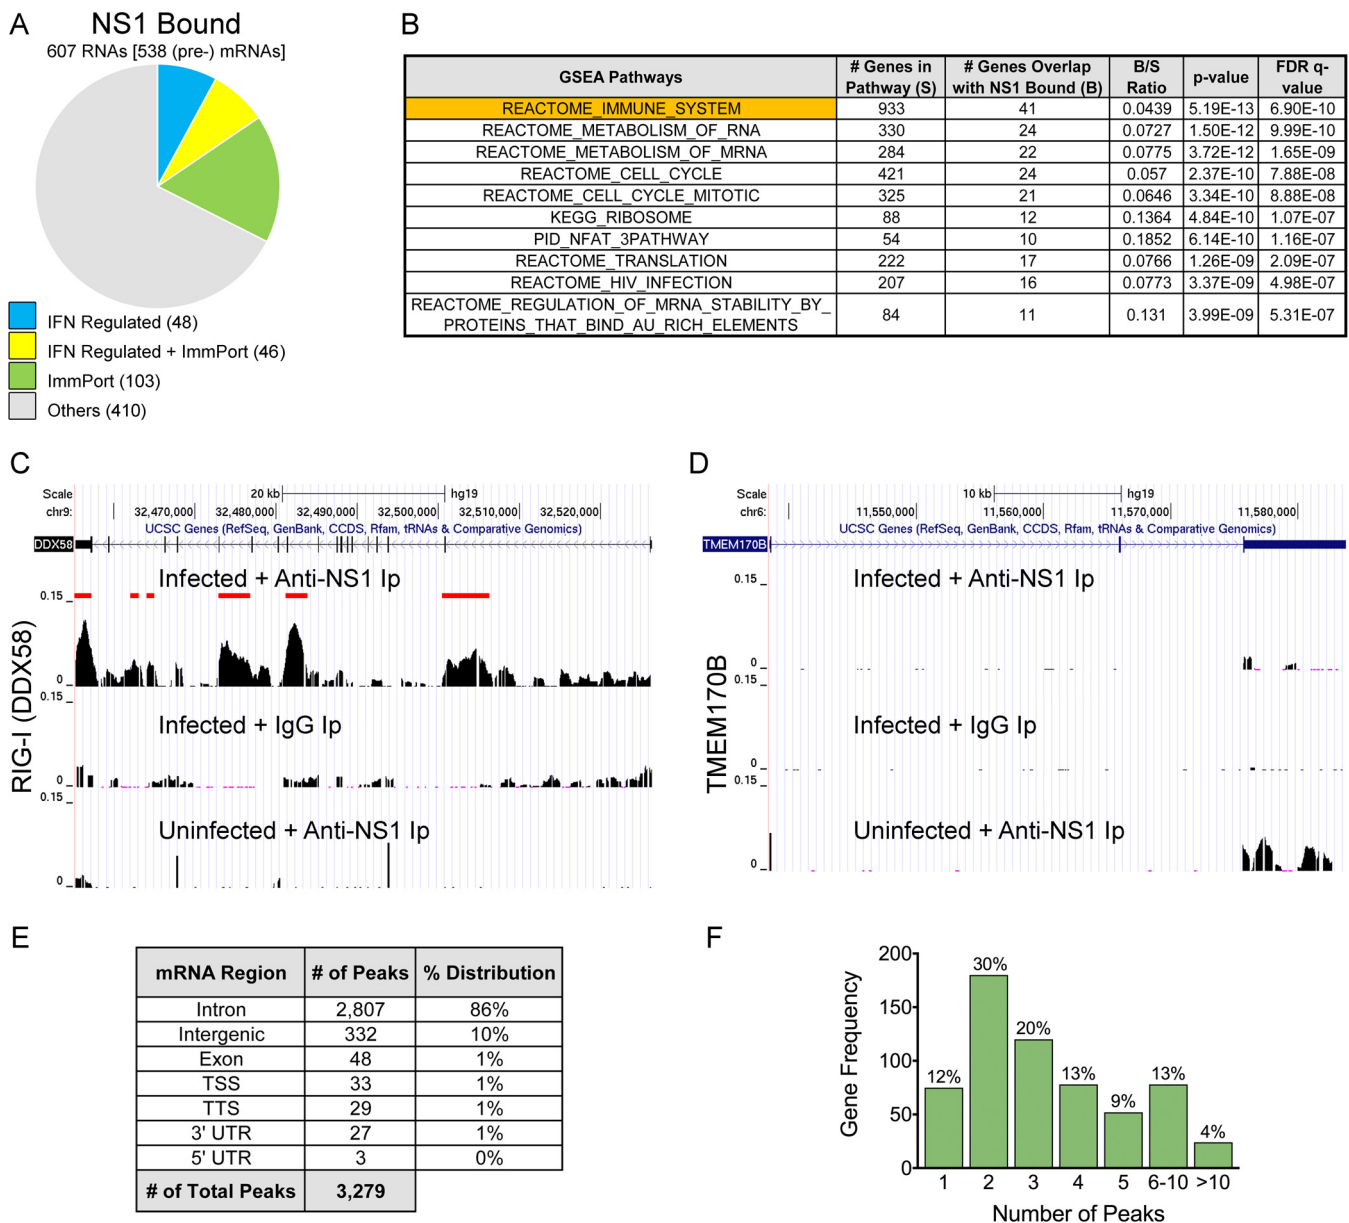 A
NS1 Bound
607 RNAs [538 (pre-) mRNAs]
IFN Regulated (48)
IFN Regulated + ImmPort (46)
ImmPort (103)
Others (410)
B
GSEA Pathways # Genes in Pathway (S) # Genes Overlap with NS1 Bound (B) B/S Ratio p-value FDR q-value
REACTOME_IMMUNE_SYSTEM 933 41 0.0439 5.19E-13 6.90E-10
REACTOME_METABOLISM_OF_RNA 330 24 0.0727 1.50E-12 9.99E-10
REACTOME_METABOLISM_OF_MRNA 284 22 0.0775 3.72E-12 1.65E-09
REACTOME_CELL_CYCLE 421 24 0.057 2.37E-10 7.88E-08
REACTOME_CELL_CYCLE_MITOTIC 325 21 0.0646 3.34E-10 8.88E-08
KEGG_RIBOSOME 88 12 0.1364 4.84E-10 1.07E-07
PID_NFAT_3PATHWAY 54 10 0.1852 6.14E-10 1.16E-07
REACTOME_TRANSLATION 222 17 0.0766 1.26E-09 2.09E-07
REACTOME_HIV_INFECTION 207 16 0.0773 3.37E-09 4.98E-07
REACTOME_REGULATION_OF_MRNA_STABILITY_BY_
PROTEINS_THAT_BIND_AU_RICH_ELEMENTS 84 11 0.131 3.99E-09 5.31E-07
C
Scale 20 kb hg19
chr9: 32,470,000 32,480,000 32,490,000 32,500,000 32,510,000 32,520,000
UCSC Genes (RefSeq, GenBank, CCDS, Rfam, tRNAs & Comparative Genomics)
DDX58
RIG-I (DDX58)
Infected + Anti-NS1 Ip
0.15
0
0.15
Infected + IgG Ip
0
0.15
Uninfected + Anti-NS1 Ip
0
D
Scale 10 kb hg19
chr6: 11,550,000 11,560,000 11,570,000 11,580,000
UCSC Genes (RefSeq, GenBank, CCDS, Rfam, tRNAs & Comparative Genomics)
TMEM170B
TMEM170B
Infected + Anti-NS1 Ip
0.15
0
0.15
Infected + IgG Ip
0
0.15
Uninfected + Anti-NS1 Ip
0
E
mRNA Region # of Peaks % Distribution
Intron 2,807 86%
Intergenic 332 10%
Exon 48 1%
TSS 33 1%
TTS 29 1%
3' UTR 27 1%
5' UTR 3 0%
# of Total Peaks 3,279
F
Gene Frequency
200
150
100
50
0
12% 30% 20% 13% 9% 13% 4%
1 2 3 4 5 6-10 >10
Number of Peaks